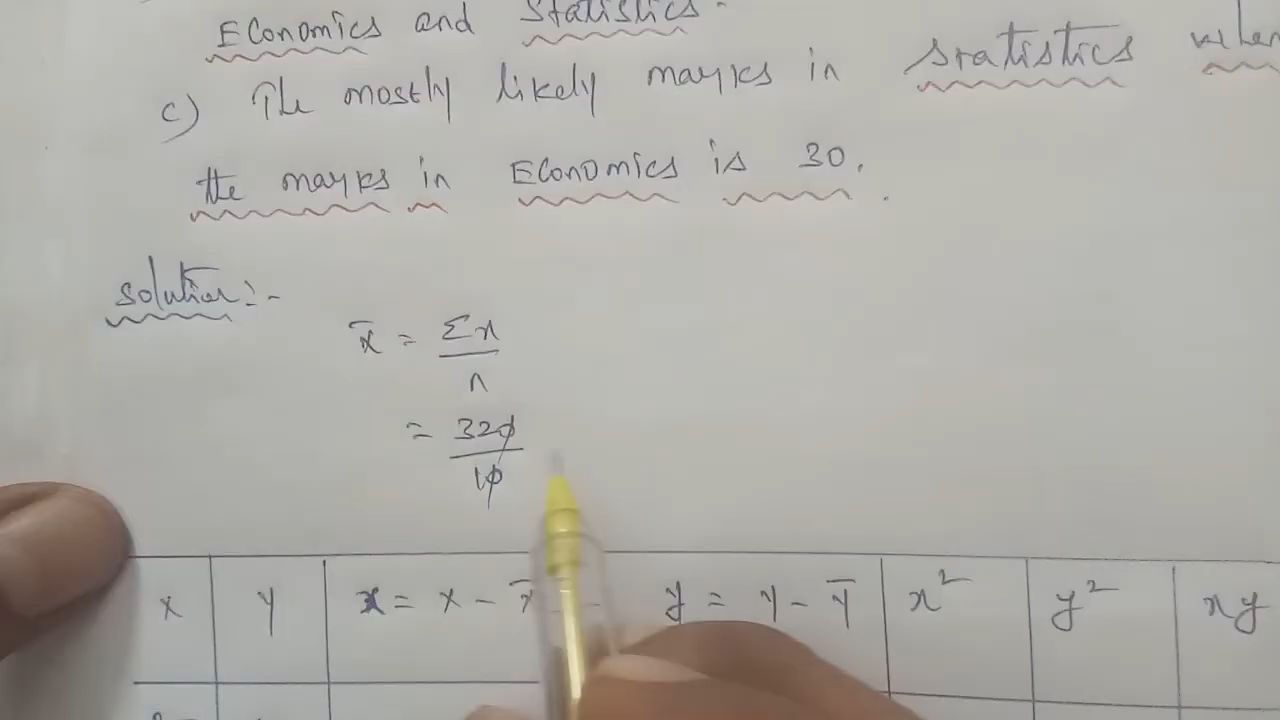 Economics and Statistics.
c) The mostly likely marks in Statistics when
the marks in Economics is 30.
Solution:-
x̄ = Σx
n
= 320
10
x y x = x - x̄ y = y - ȳ x² y² xy